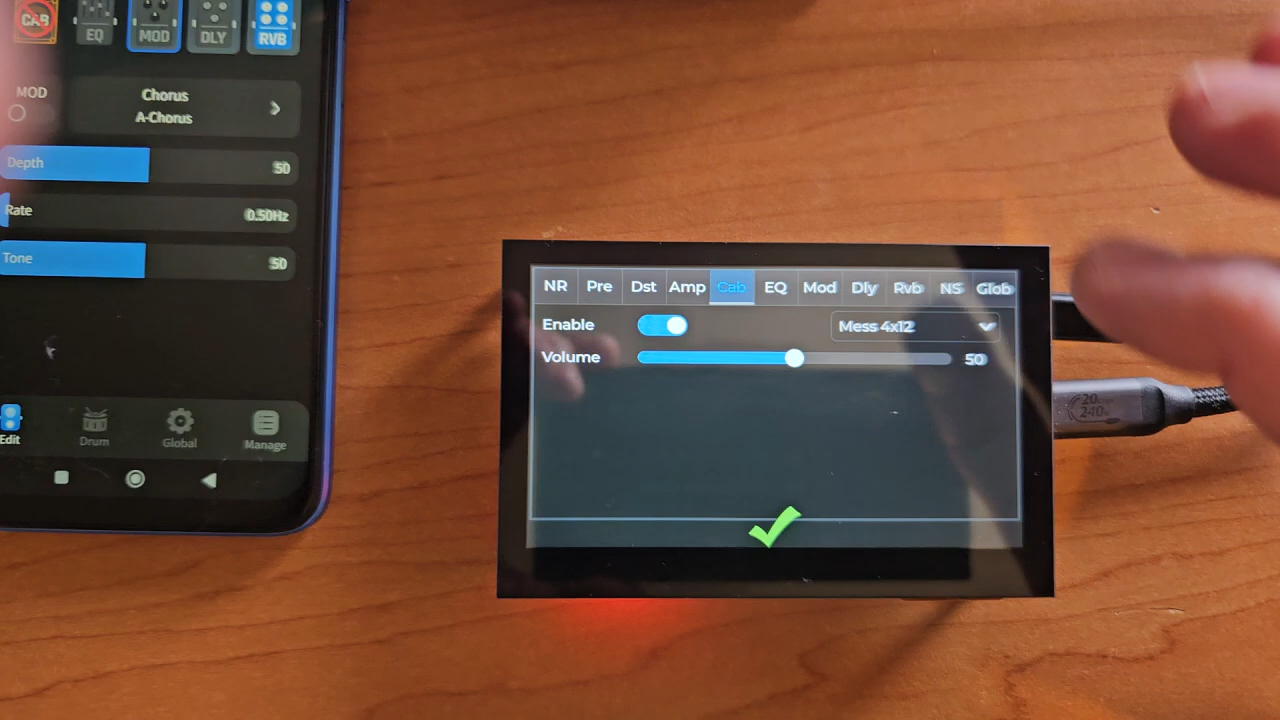 CAB
EQ
MOD
DLY
RVB
MOD
Chorus
A-Chorus
Depth
50
Rate
0.50Hz
Tone
50
Edit
Drum
Global
Manage
NR Pre Dst Amp Cab EQ Mod Dly Rvb NS Glob
Enable
Mess 4x12
Volume
50
240